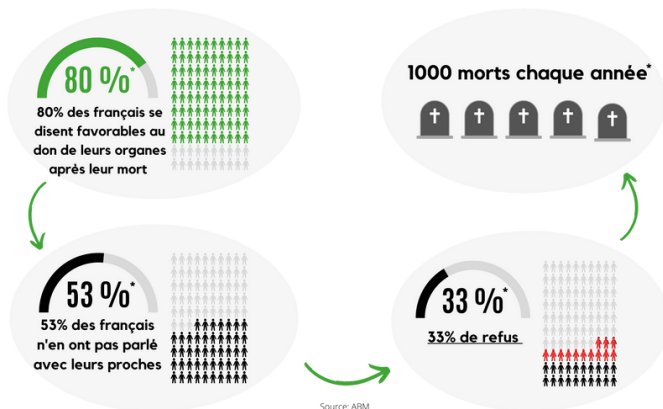 80 %*
80% des français se
disent favorables au
don de leurs organes
après leur mort
1000 morts chaque année*
53 %*
53% des français
n'en ont pas parlé
avec leurs proches
33 %*
33% de refus
Source: ABM